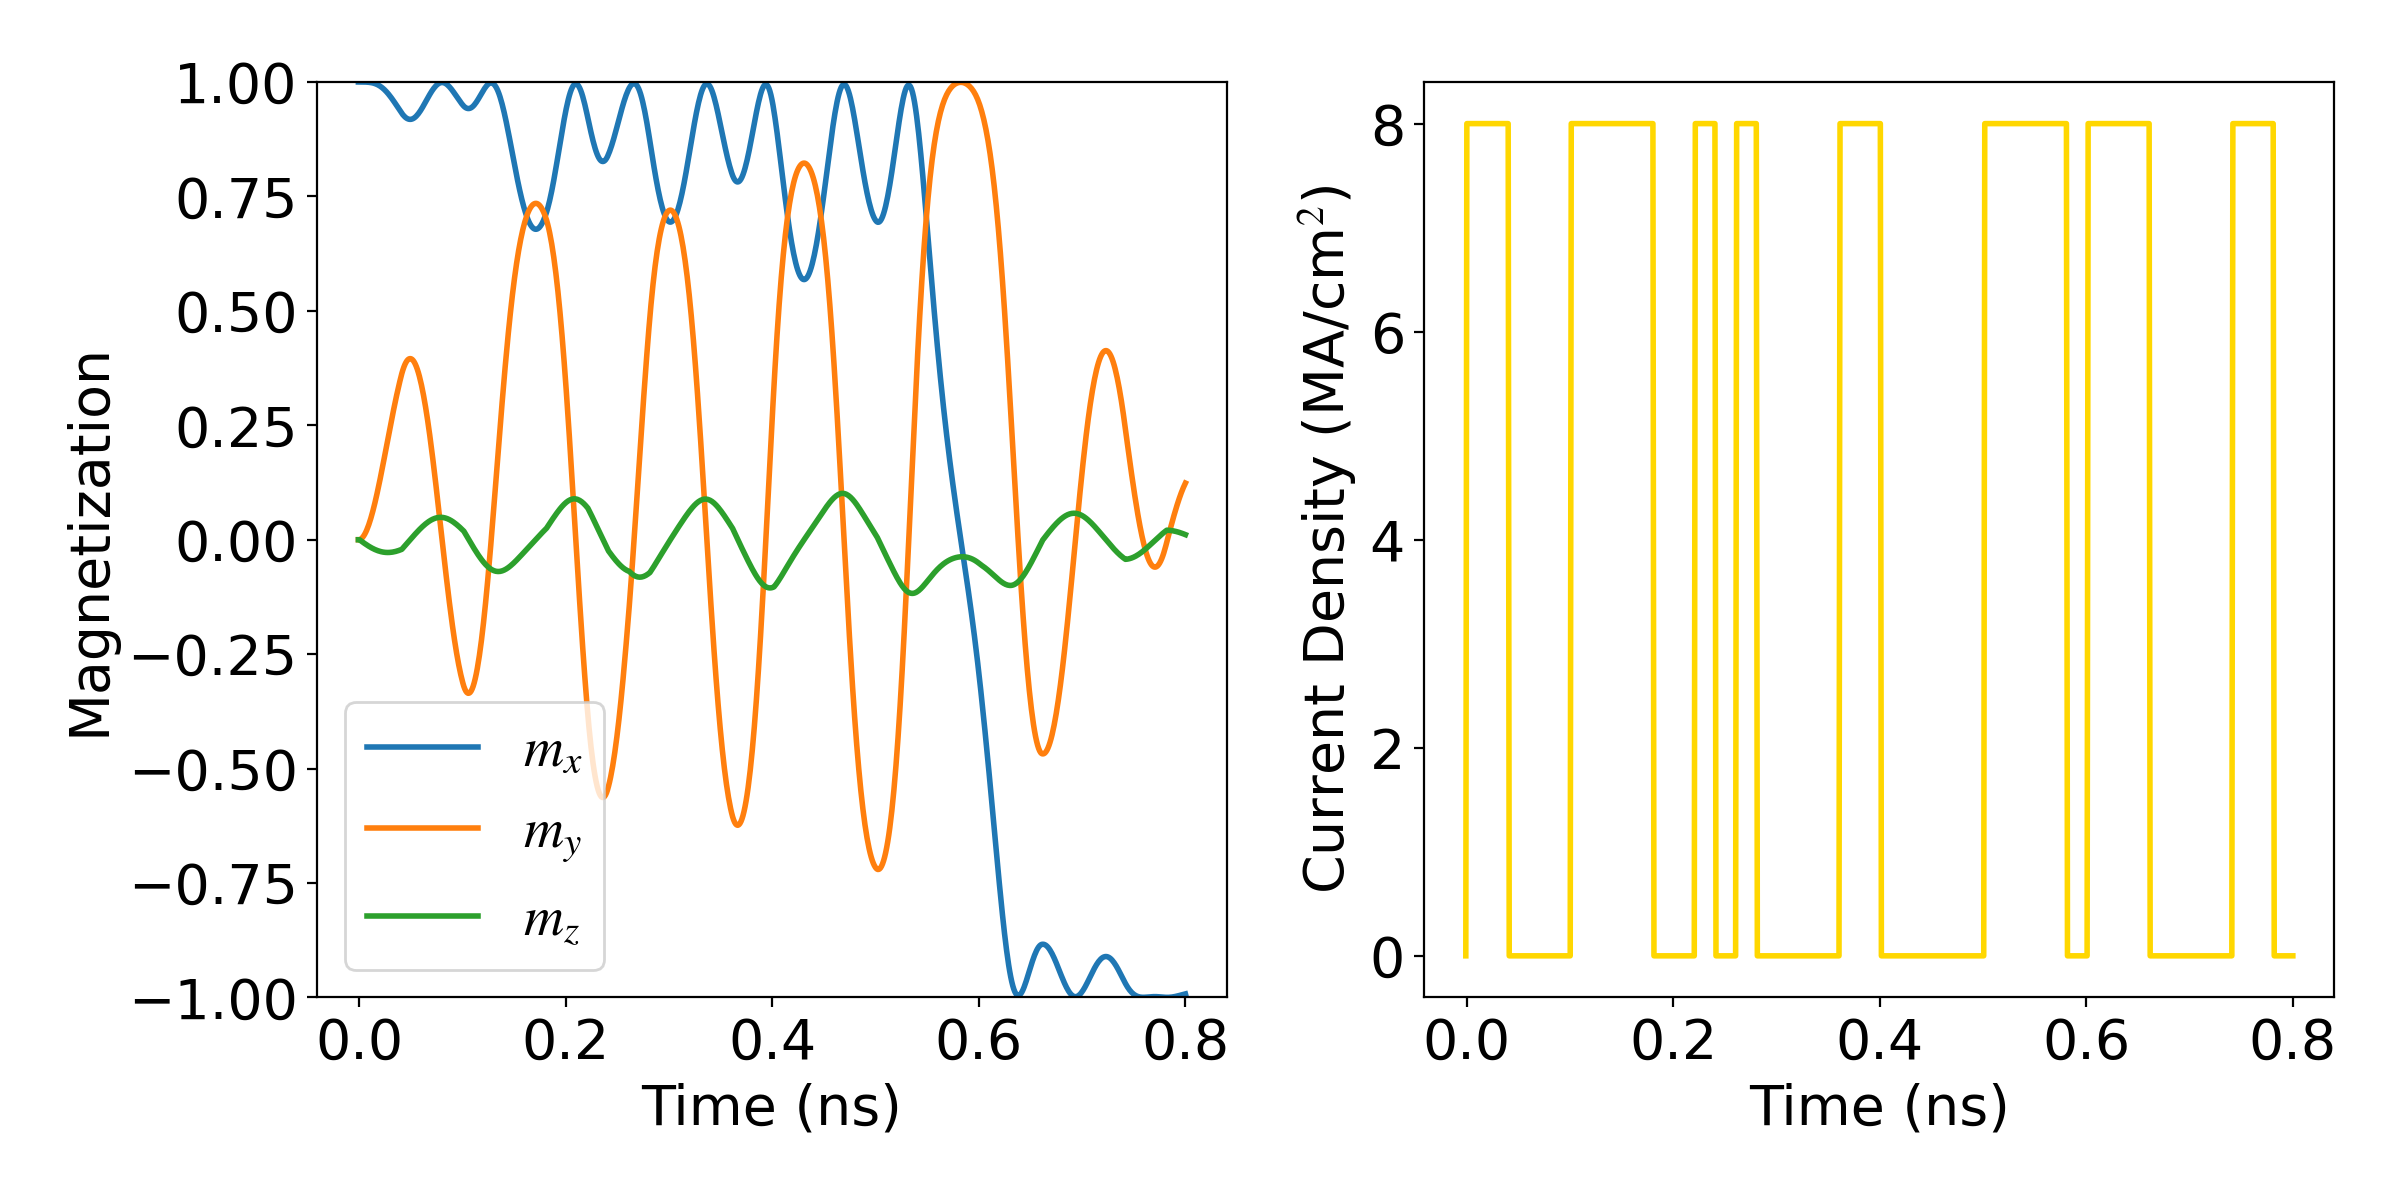 1.00
0.75
0.50
0.25
0.00
−0.25
−0.50
−0.75
−1.00
Magnetization
0.0 0.2 0.4 0.6 0.8
Time (ns)
m_x
m_y
m_z
8
6
4
2
0
Current Density (MA/cm²)
0.0 0.2 0.4 0.6 0.8
Time (ns)